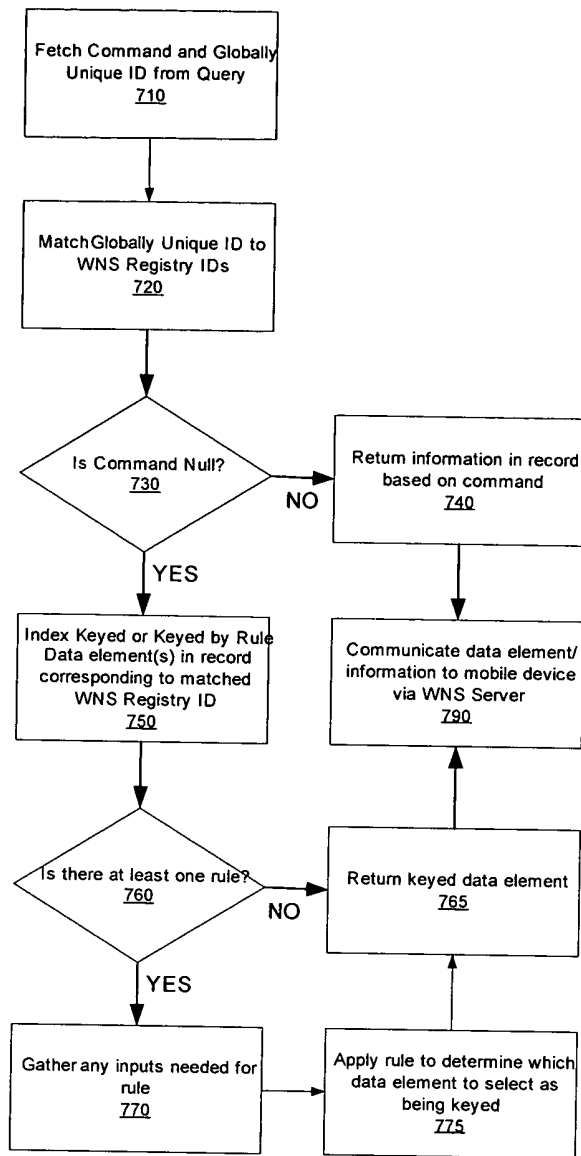 Fetch Command and Globally
Unique ID from Query
710
MatchGlobally Unique ID to
WNS Registry IDs
720
Is Command Null?
730
NO
Return information in record
based on command
740
YES
Index Keyed or Keyed by Rule
Data element(s) in record
corresponding to matched
WNS Registry ID
750
Communicate data element/
information to mobile device
via WNS Server
790
Is there at least one rule?
760
NO
Return keyed data element
765
YES
Gather any inputs needed for
rule
770
Apply rule to determine which
data element to select as
being keyed
775